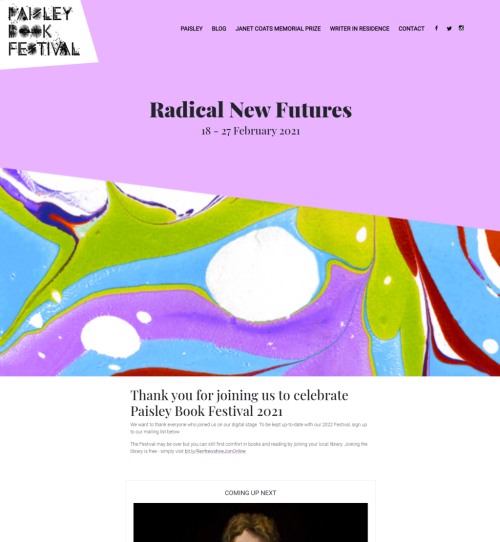 PAISLEY
BOOK
FESTIVAL
PAISLEY BLOG JANET COATS MEMORIAL PRIZE WRITER IN RESIDENCE CONTACT
Radical New Futures
18 – 27 February 2021
Thank you for joining us to celebrate
Paisley Book Festival 2021
We want to thank everyone who joined us on our digital stage. To be kept up-to-date with our 2022 Festival, sign up
to our mailing list below.
The Festival may be over but you can still find comfort in books and reading by joining your local library. Joining the
library is free - simply visit bit.ly/RenfrewshireJoinOnline
COMING UP NEXT